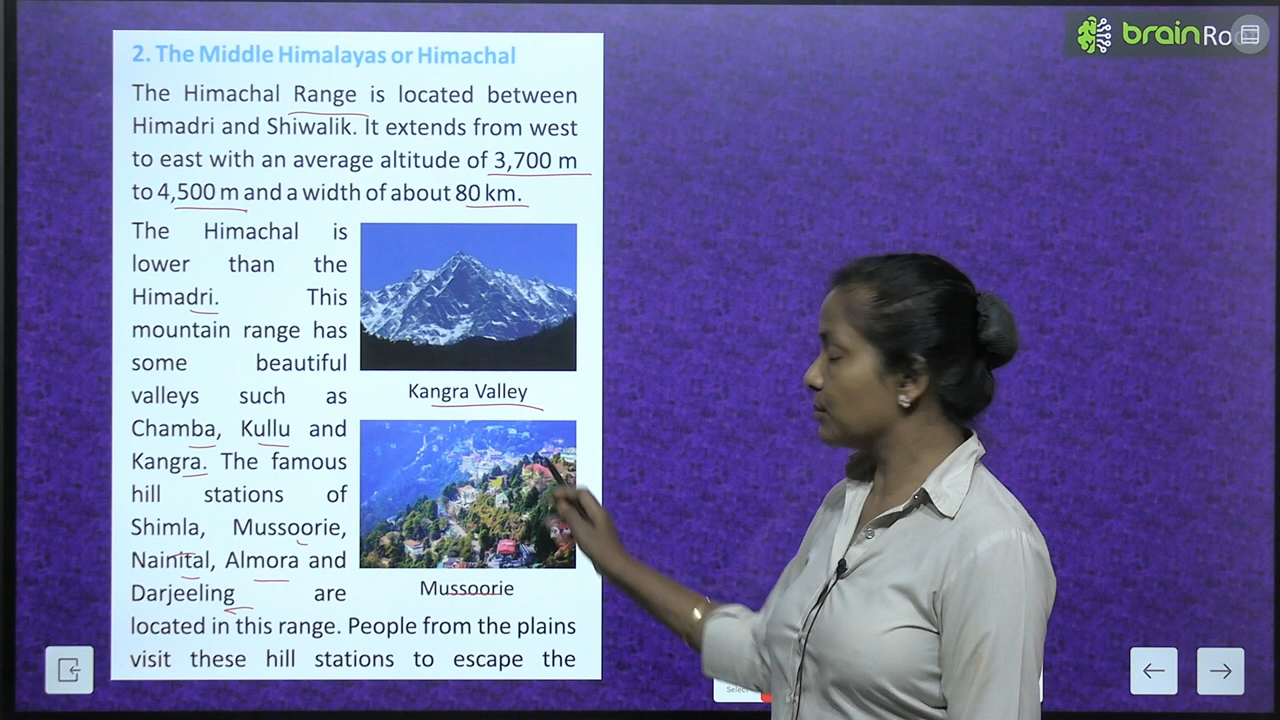 brainRo
2. The Middle Himalayas or Himachal
The Himachal Range is located between
Himadri and Shiwalik. It extends from west
to east with an average altitude of 3,700 m
to 4,500 m and a width of about 80 km.
The Himachal is
lower than the
Himadri. This
mountain range has
some beautiful
valleys such as
Chamba, Kullu and
Kangra. The famous
hill stations of
Shimla, Mussoorie,
Nainital, Almora and
Darjeeling are
located in this range. People from the plains
visit these hill stations to escape the
Kangra Valley
Mussoorie
Select